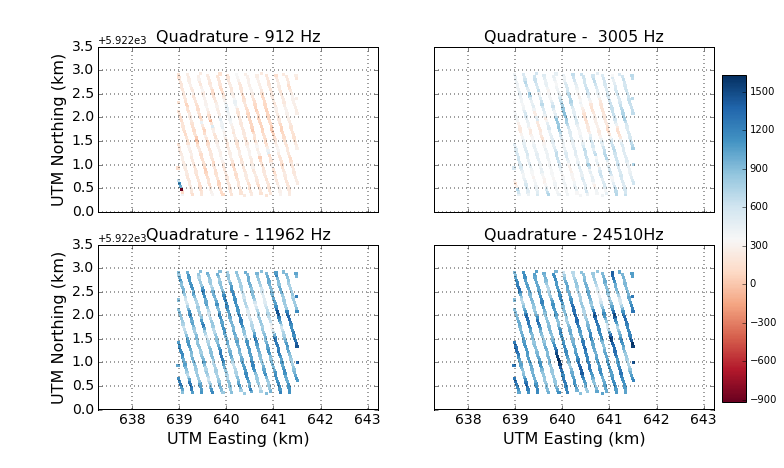 Quadrature - 912 Hz
Quadrature - 3005 Hz
+5.922e3
3.5
3.0
2.5
2.0
1.5
1.0
0.5
0.0
UTM Northing (km)
1500
1200
900
600
300
0
−300
−600
−900
Quadrature - 11962 Hz
Quadrature - 24510Hz
+5.922e3
3.5
3.0
2.5
2.0
1.5
1.0
0.5
0.0
UTM Northing (km)
638 639 640 641 642 643
638 639 640 641 642 643
UTM Easting (km)
UTM Easting (km)